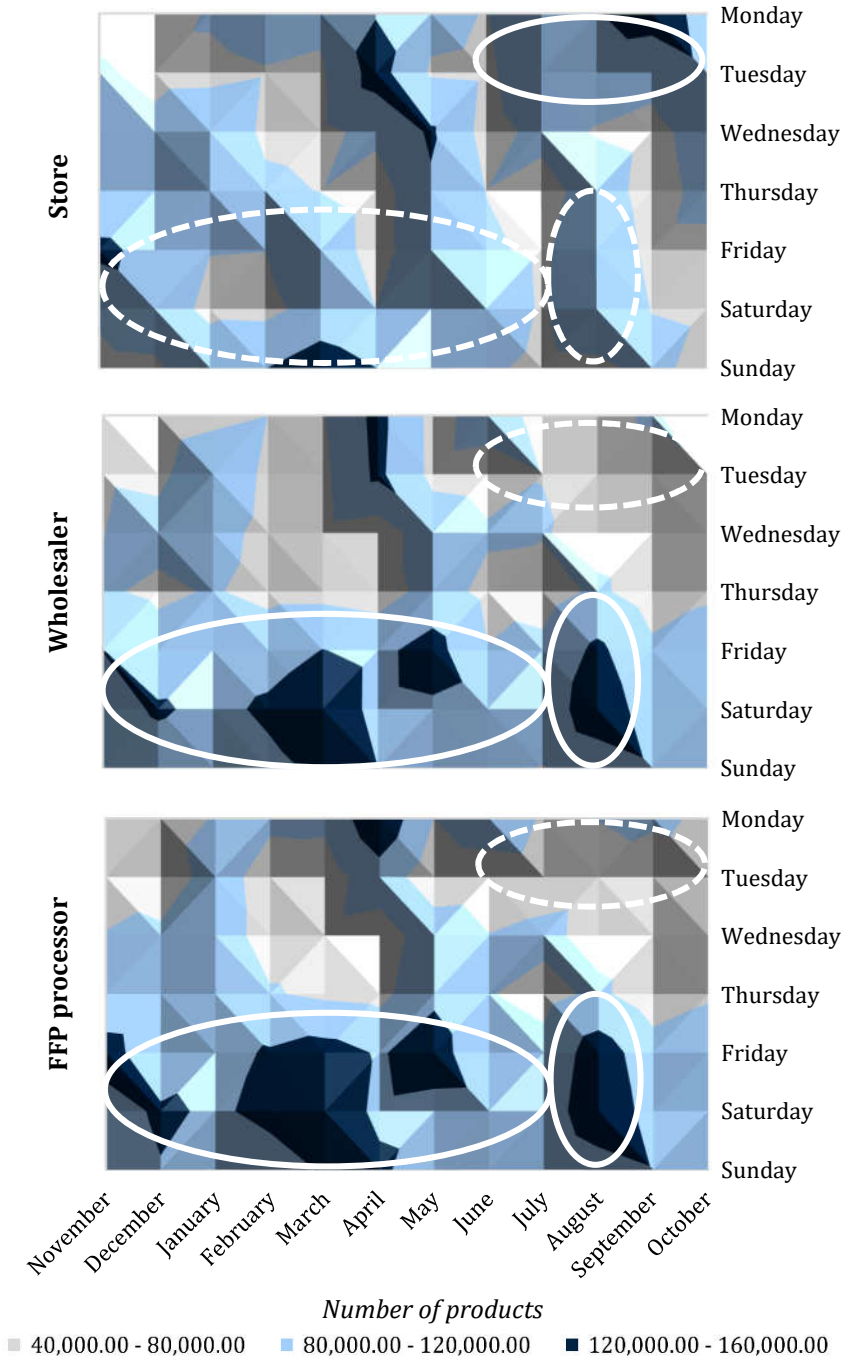 Store
Monday
Tuesday
Wednesday
Thursday
Friday
Saturday
Sunday
Wholesaler
Monday
Tuesday
Wednesday
Thursday
Friday
Saturday
Sunday
FFP processor
Monday
Tuesday
Wednesday
Thursday
Friday
Saturday
Sunday
November
December
January
February
March
April
May
June
July
August
September
October
Number of products
40,000.00 - 80,000.00 80,000.00 - 120,000.00 120,000.00 - 160,000.00